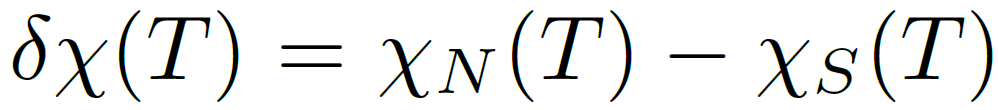 δχ(T) = χ_N(T) − χ_S(T)